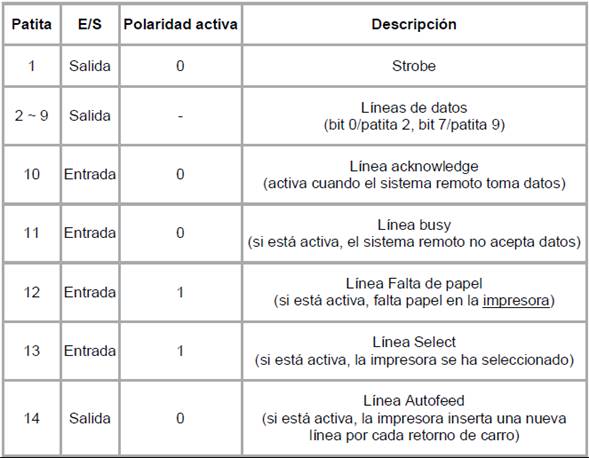 Patita E/S Polaridad activa Descripción
1 Salida 0 Strobe
2 ~ 9 Salida - Líneas de datos
(bit 0/patita 2, bit 7/patita 9)
10 Entrada 0 Línea acknowledge
(activa cuando el sistema remoto toma datos)
11 Entrada 0 Línea busy
(si está activa, el sistema remoto no acepta datos)
12 Entrada 1 Línea Falta de papel
(si está activa, falta papel en la impresora)
13 Entrada 1 Línea Select
(si está activa, la impresora se ha seleccionado)
14 Salida 0 Línea Autofeed
(si está activa, la impresora inserta una nueva
línea por cada retorno de carro)